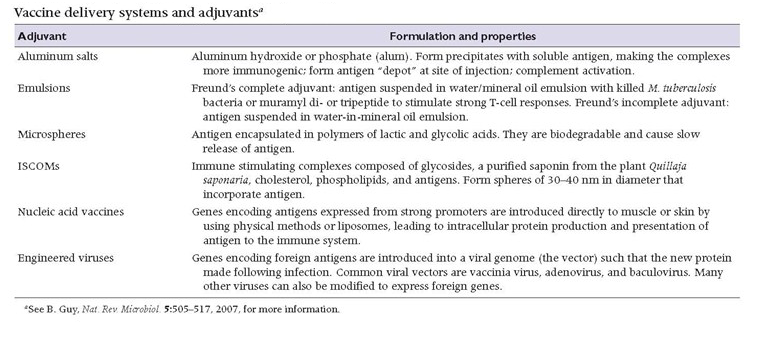 Vaccine delivery systems and adjuvantsᵃ
Adjuvant Formulation and properties
Aluminum salts Aluminum hydroxide or phosphate (alum). Form precipitates with soluble antigen, making the complexes
more immunogenic; form antigen “depot” at site of injection; complement activation.
Emulsions Freund’s complete adjuvant: antigen suspended in water/mineral oil emulsion with killed M. tuberculosis
bacteria or muramyl di- or tripeptide to stimulate strong T-cell responses. Freund’s incomplete adjuvant:
antigen suspended in water-in-mineral oil emulsion.
Microspheres Antigen encapsulated in polymers of lactic and glycolic acids. They are biodegradable and cause slow
release of antigen.
ISCOMs Immune stimulating complexes composed of glycosides, a purified saponin from the plant Quillaja
saponaria, cholesterol, phospholipids, and antigens. Form spheres of 30–40 nm in diameter that
incorporate antigen.
Nucleic acid vaccines Genes encoding antigens expressed from strong promoters are introduced directly to muscle or skin by
using physical methods or liposomes, leading to intracellular protein production and presentation of
antigen to the immune system.
Engineered viruses Genes encoding foreign antigens are introduced into a viral genome (the vector) such that the new protein
made following infection. Common viral vectors are vaccinia virus, adenovirus, and baculovirus. Many
other viruses can also be modified to express foreign genes.
ᵃSee B. Guy, Nat. Rev. Microbiol. 5:505–517, 2007, for more information.